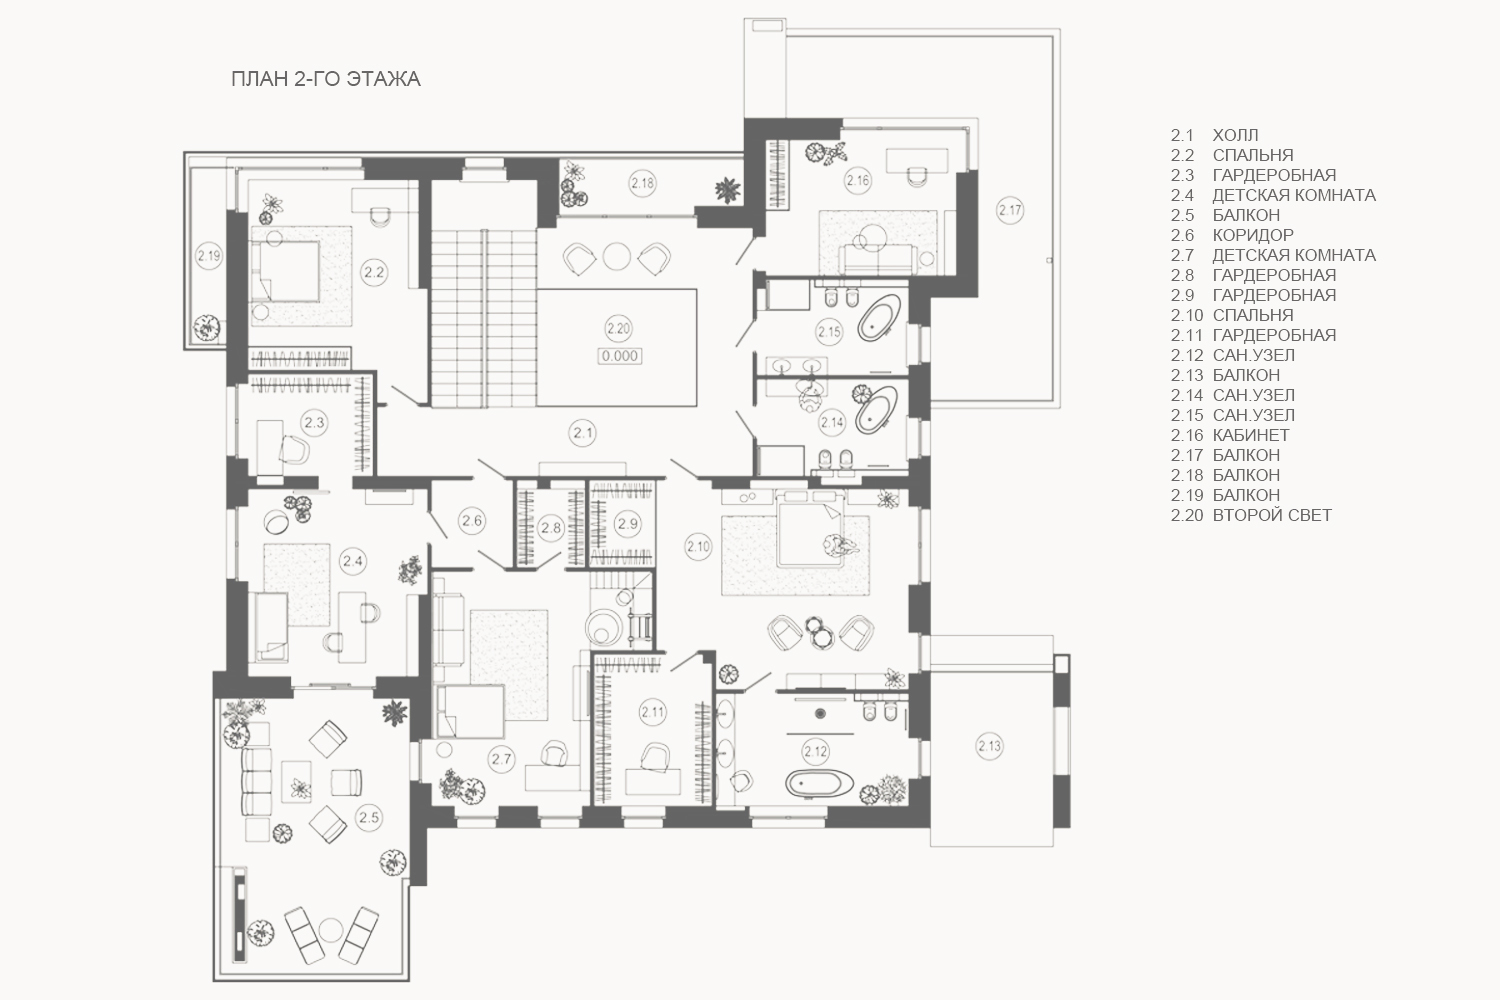 ПЛАН 2-ГО ЭТАЖА
2.1 ХОЛЛ
2.2 СПАЛЬНЯ
2.3 ГАРДЕРОБНАЯ
2.4 ДЕТСКАЯ КОМНАТА
2.5 БАЛКОН
2.6 КОРИДОР
2.7 ДЕТСКАЯ КОМНАТА
2.8 ГАРДЕРОБНАЯ
2.9 ГАРДЕРОБНАЯ
2.10 СПАЛЬНЯ
2.11 ГАРДЕРОБНАЯ
2.12 САН.УЗЕЛ
2.13 БАЛКОН
2.14 САН.УЗЕЛ
2.15 САН.УЗЕЛ
2.16 КАБИНЕТ
2.17 БАЛКОН
2.18 БАЛКОН
2.19 БАЛКОН
2.20 ВТОРОЙ СВЕТ
2.18
2.16
2.17
2.19
2.2
2.20
0.000
2.15
2.3
2.1
2.14
2.6
2.8
2.9
2.10
2.4
2.11
2.7
2.12
2.13
2.5